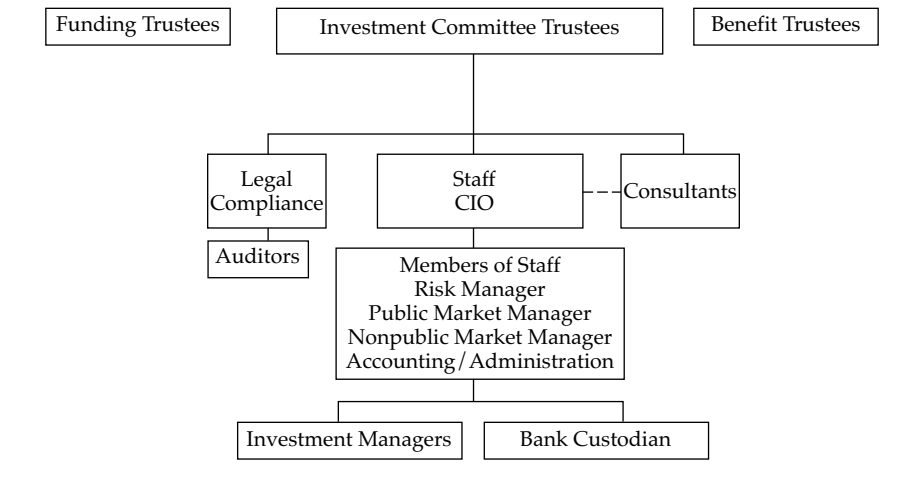 Funding Trustees
Investment Committee Trustees
Benefit Trustees
Legal
Compliance
Staff
CIO
Consultants
Auditors
Members of Staff
Risk Manager
Public Market Manager
Nonpublic Market Manager
Accounting/Administration
Investment Managers
Bank Custodian